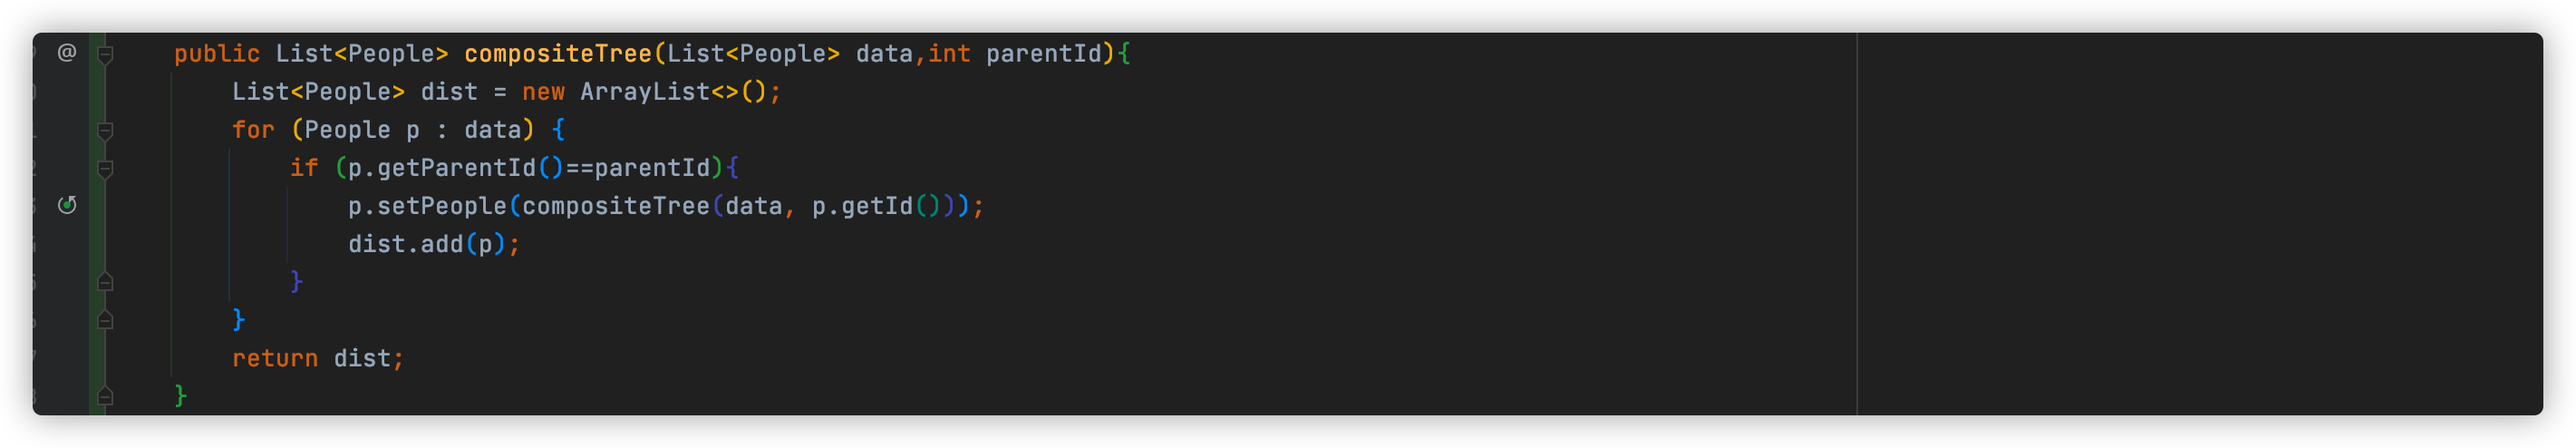 public List<People> compositeTree(List<People> data,int parentId){
List<People> dist = new ArrayList<>();
for (People p : data) {
if (p.getParentId()==parentId){
p.setPeople(compositeTree(data, p.getId()));
dist.add(p);
}
}
return dist;
}